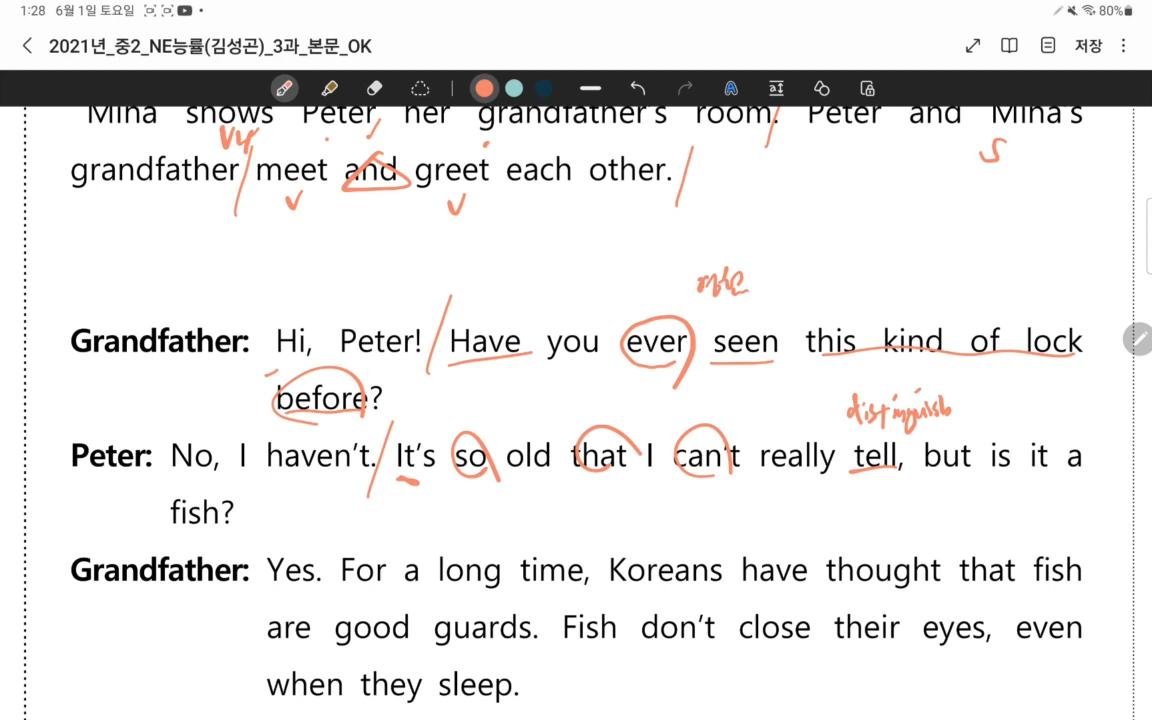 1:28 6월 1일 토요일 80%
2021년_중2_NE능률(김성곤)_3과_본문_OK 저장
Mina shows Peter her grandfather's room. Peter and Mina's
V4 S
grandfather meet and greet each other.
V V
경험
Grandfather: Hi, Peter! Have you ever seen this kind of lock
before?
distinguish
Peter: No, I haven't. It's so old that I can't really tell, but is it a
fish?
Grandfather: Yes. For a long time, Koreans have thought that fish
are good guards. Fish don't close their eyes, even
when they sleep.